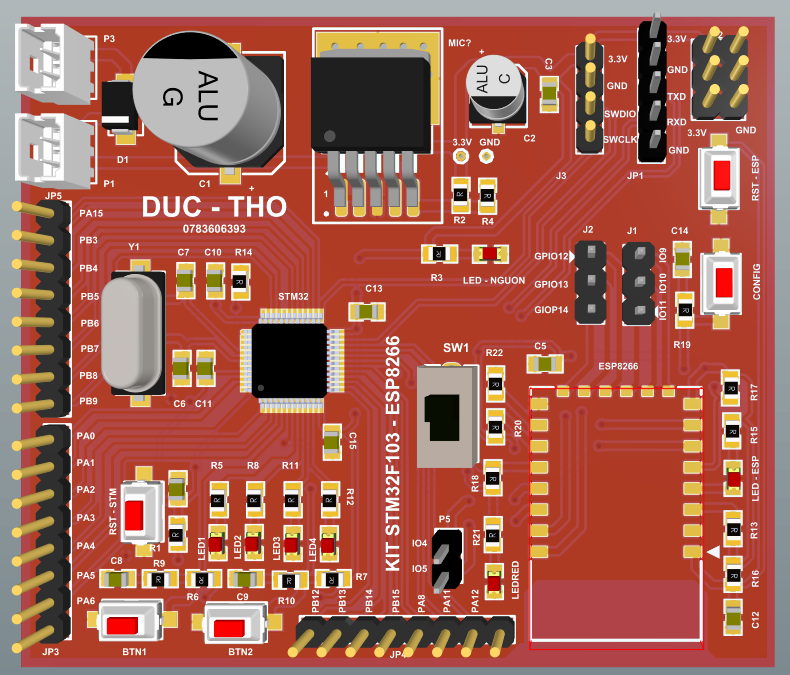 P3
P1
D1
ALU
G
C1
+
MIC?
1
+
ALU
C
C2
C3
3.3V
GND
R2
R4
3.3V
GND
SWDIO
SWCLK
J3
3.3V
GND
TXD
RXD
GND
JP1
3.3V
GND
RST - ESP
DUC - THO
0783606393
JP5
PA15
PB3
PB4
PB5
PB6
PB7
PB8
PB9
Y1
C7
C10
R14
C6
C11
STM32
C13
R3
LED - NGUON
J2
GPIO12
GPIO13
GIOP14
J1
IO9
IO10
IO11
C14
R19
CONFIG
KIT STM32F103 - ESP8266
SW1
R22
R20
R18
R21
C5
ESP8266
R17
R15
LED - ESP
R13
R16
C12
PA0
PA1
PA2
PA3
PA4
PA5
PA6
JP3
RST - STM
R1
C15
R5
R8
R11
R12
LED1
LED2
LED3
LED4
C8
R9
R6
C9
R10
R7
BTN1
BTN2
P5
IO4
IO5
LEDRED
PB12
PB13
PB14
PB15
PA8
PA11
PA12
JP4